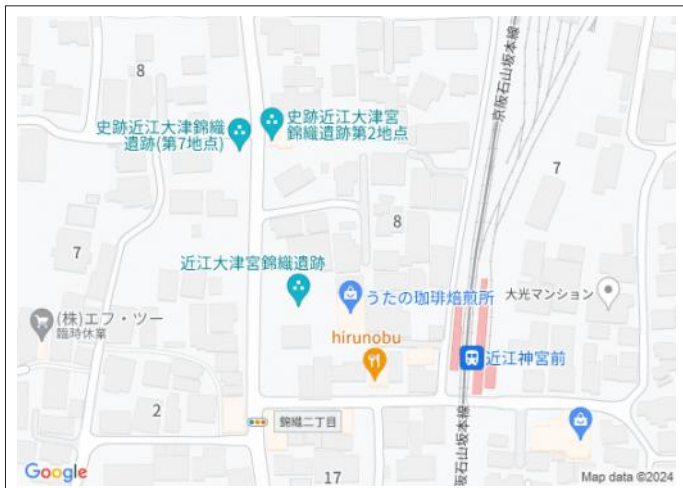 8
京阪石山坂本線
史跡近江大津錦織
遺跡(第7地点)
史跡近江大津宮
錦織遺跡第2地点
7
8
7
近江大津宮錦織遺跡
うたの珈琲焙煎所
大光マンション
(株)エフ・ツー
臨時休業
hirunobu
近江神宮前
2
錦織二丁目
阪石山坂本線
17
Google
Map data ©2024